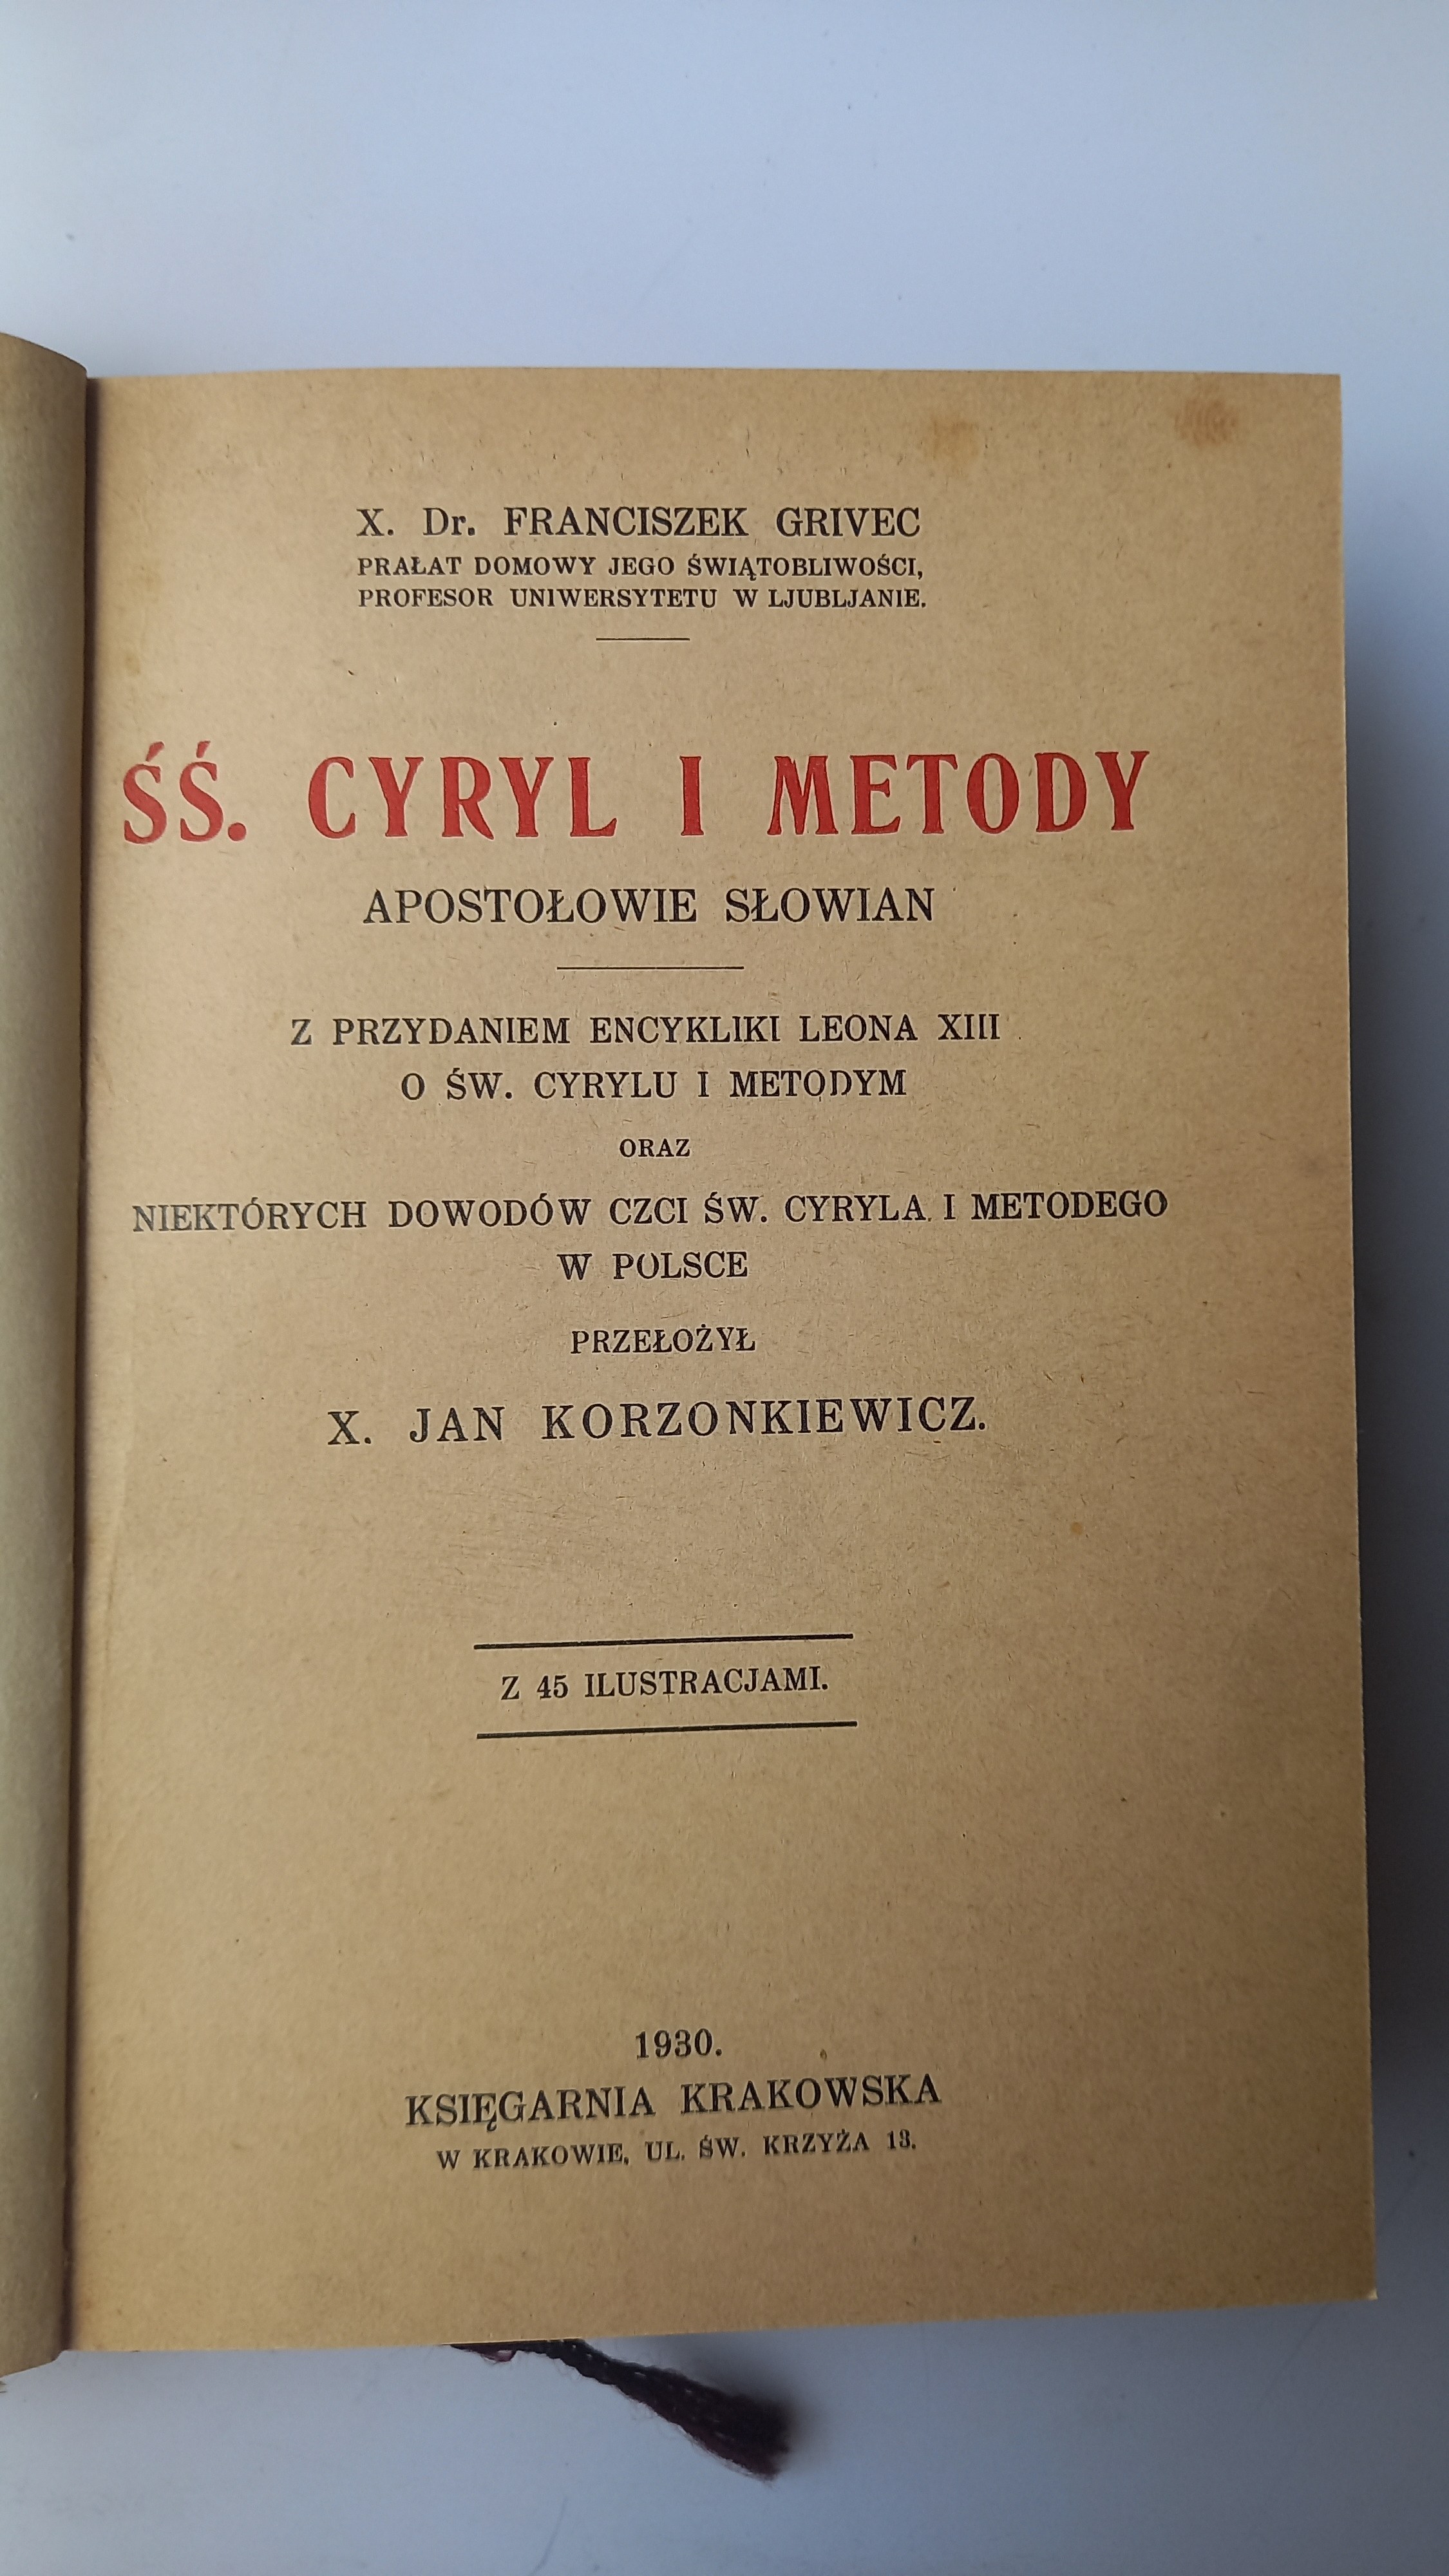 X. Dr. FRANCISZEK GRIVEC
PRAŁAT DOMOWY JEGO ŚWIĄTOBLIWOŚCI,
PROFESOR UNIWERSYTETU W LJUBLJANIE.
ŚŚ. CYRYL I METODY
APOSTOŁOWIE SŁOWIAN
Z PRZYDANIEM ENCYKLIKI LEONA XIII
O ŚW. CYRYLU I METODYM
ORAZ
NIEKTÓRYCH DOWODÓW CZCI ŚW. CYRYLA I METODEGO
W POLSCE
PRZEŁOŻYŁ
X. JAN KORZONKIEWICZ.
Z 45 ILUSTRACJAMI.
1930.
KSIĘGARNIA KRAKOWSKA
W KRAKOWIE, UL. ŚW. KRZYŻA 13.